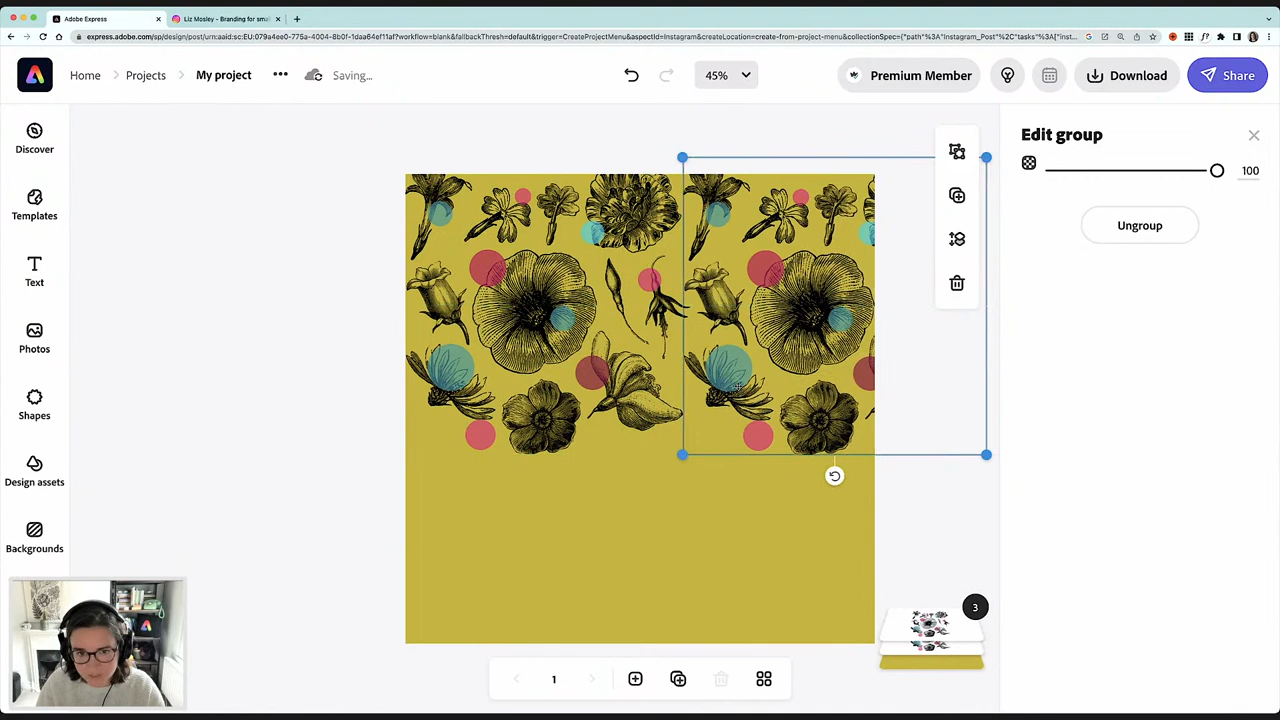 Adobe Express
Liz Mosley - Branding for smal
express.adobe.com/sp/design/post/urn:aaid:sc:EU:079a4ee0-775a-4004-8b0f-1daa64ef11af?workflow=blank&fallbackThresh=default&trigger=CreateProjectMenu&aspectId=Instagram&createLocation=create-from-project-menu&collectionSpec={"path"%3A"Instagram_Post"%2C"tasks"%3A["inst...
Home
Projects
My project
Saving...
45%
Premium Member
Download
Share
Discover
Templates
Text
Photos
Shapes
Design assets
Backgrounds
Edit group
100
Ungroup
3
1